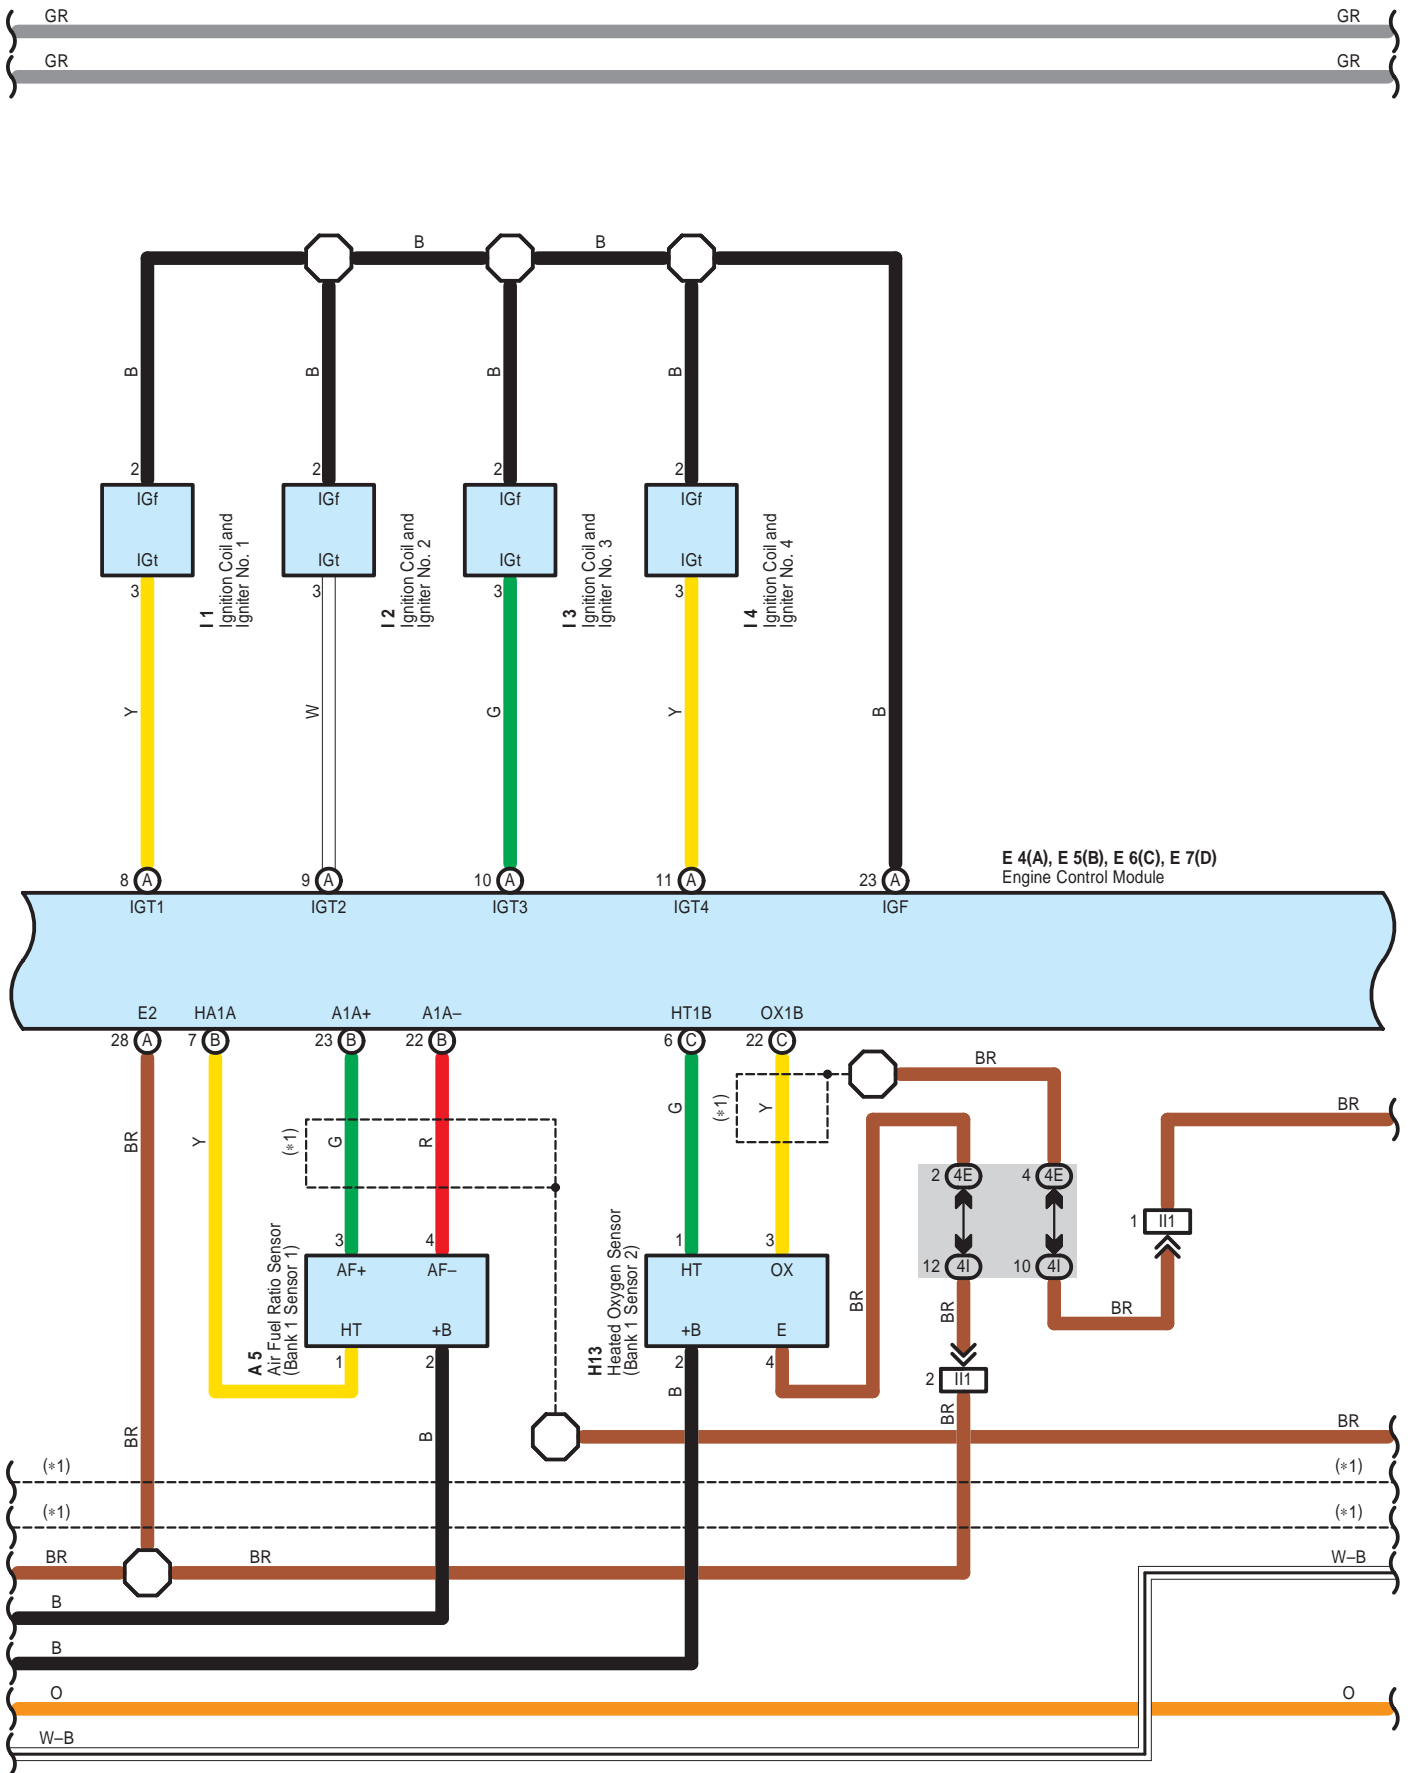 GR GR
GR GR
B B
B B B B
2 2 2 2
IGf IGf IGf IGf
IGt IGt IGt IGt
3 3 3 3
I 1
Ignition Coil and
Igniter No. 1
I 2
Ignition Coil and
Igniter No. 2
I 3
Ignition Coil and
Igniter No. 3
I 4
Ignition Coil and
Igniter No. 4
Y W G Y B
E 4(A), E 5(B), E 6(C), E 7(D)
Engine Control Module
8 A 9 A 10 A 11 A 23 A
IGT1 IGT2 IGT3 IGT4 IGF
E2 HA1A A1A+ A1A– HT1B OX1B
28 A 7 B 23 B 22 B 6 C 22 C
BR
BR
BR Y (*1) G R G (*1) Y
2 4E 4 4E
1 II1
3 4 1 3
12 4I 10 4I
AF+ AF– HT OX
HT +B +B E
A 5
Air Fuel Ratio Sensor
(Bank 1 Sensor 1)
H13
Heated Oxygen Sensor
(Bank 1 Sensor 2)
BR BR BR
1 2 2 4
2 II1
B
BR B BR BR
(*1) (*1)
(*1) (*1)
BR BR W–B
B
B
O O
W–B